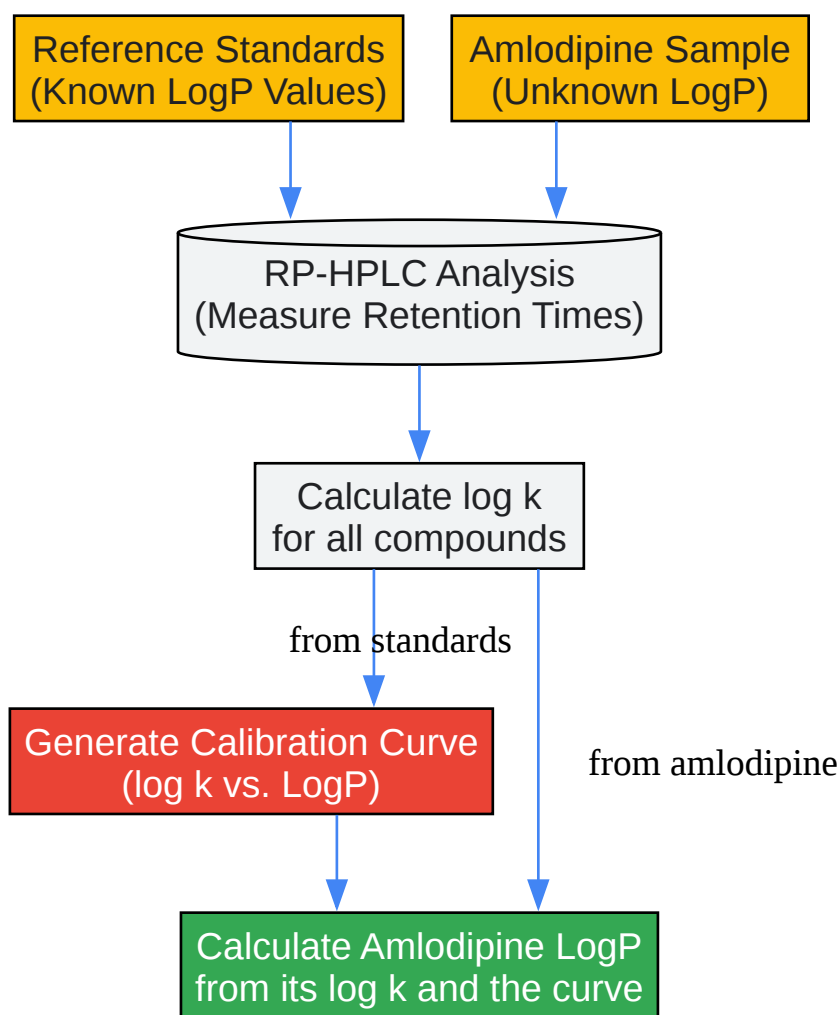 Reference Standards
(Known LogP Values)
Amlodipine Sample
(Unknown LogP)
RP-HPLC Analysis
(Measure Retention Times)
Calculate log k
for all compounds
from standards
Generate Calibration Curve
(log k vs. LogP)
from amlodipine
Calculate Amlodipine LogP
from its log k and the curve